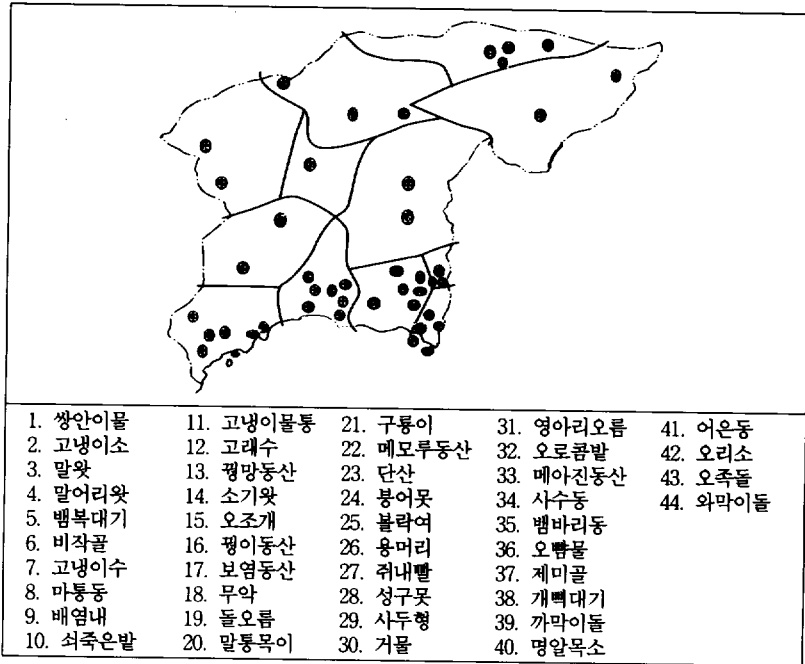 1. 쌍안이물
2. 고냉이소
3. 말왓
4. 말어리왓
5. 뱀복대기
6. 비작골
7. 고냉이수
8. 마통동
9. 배염내
10. 쇠죽은밭
11. 고냉이물통
12. 고래수
13. 평망동산
14. 소기왓
15. 오조개
16. 평이동산
17. 보염동산
18. 무악
19. 돌오름
20. 말통목이
21. 구룡이
22. 메모루동산
23. 단산
24. 붕어못
25. 볼락여
26. 용머리
27. 쥐내빨
28. 성구못
29. 사두형
30. 거물
31. 영아리오름
32. 오로콤밭
33. 메아진동산
34. 사수동
35. 뱀바리동
36. 오빰물
37. 제미골
38. 개뼉대기
39. 까막이돌
40. 명알목소
41. 어은동
42. 오리소
43. 오족돌
44. 와막이돌